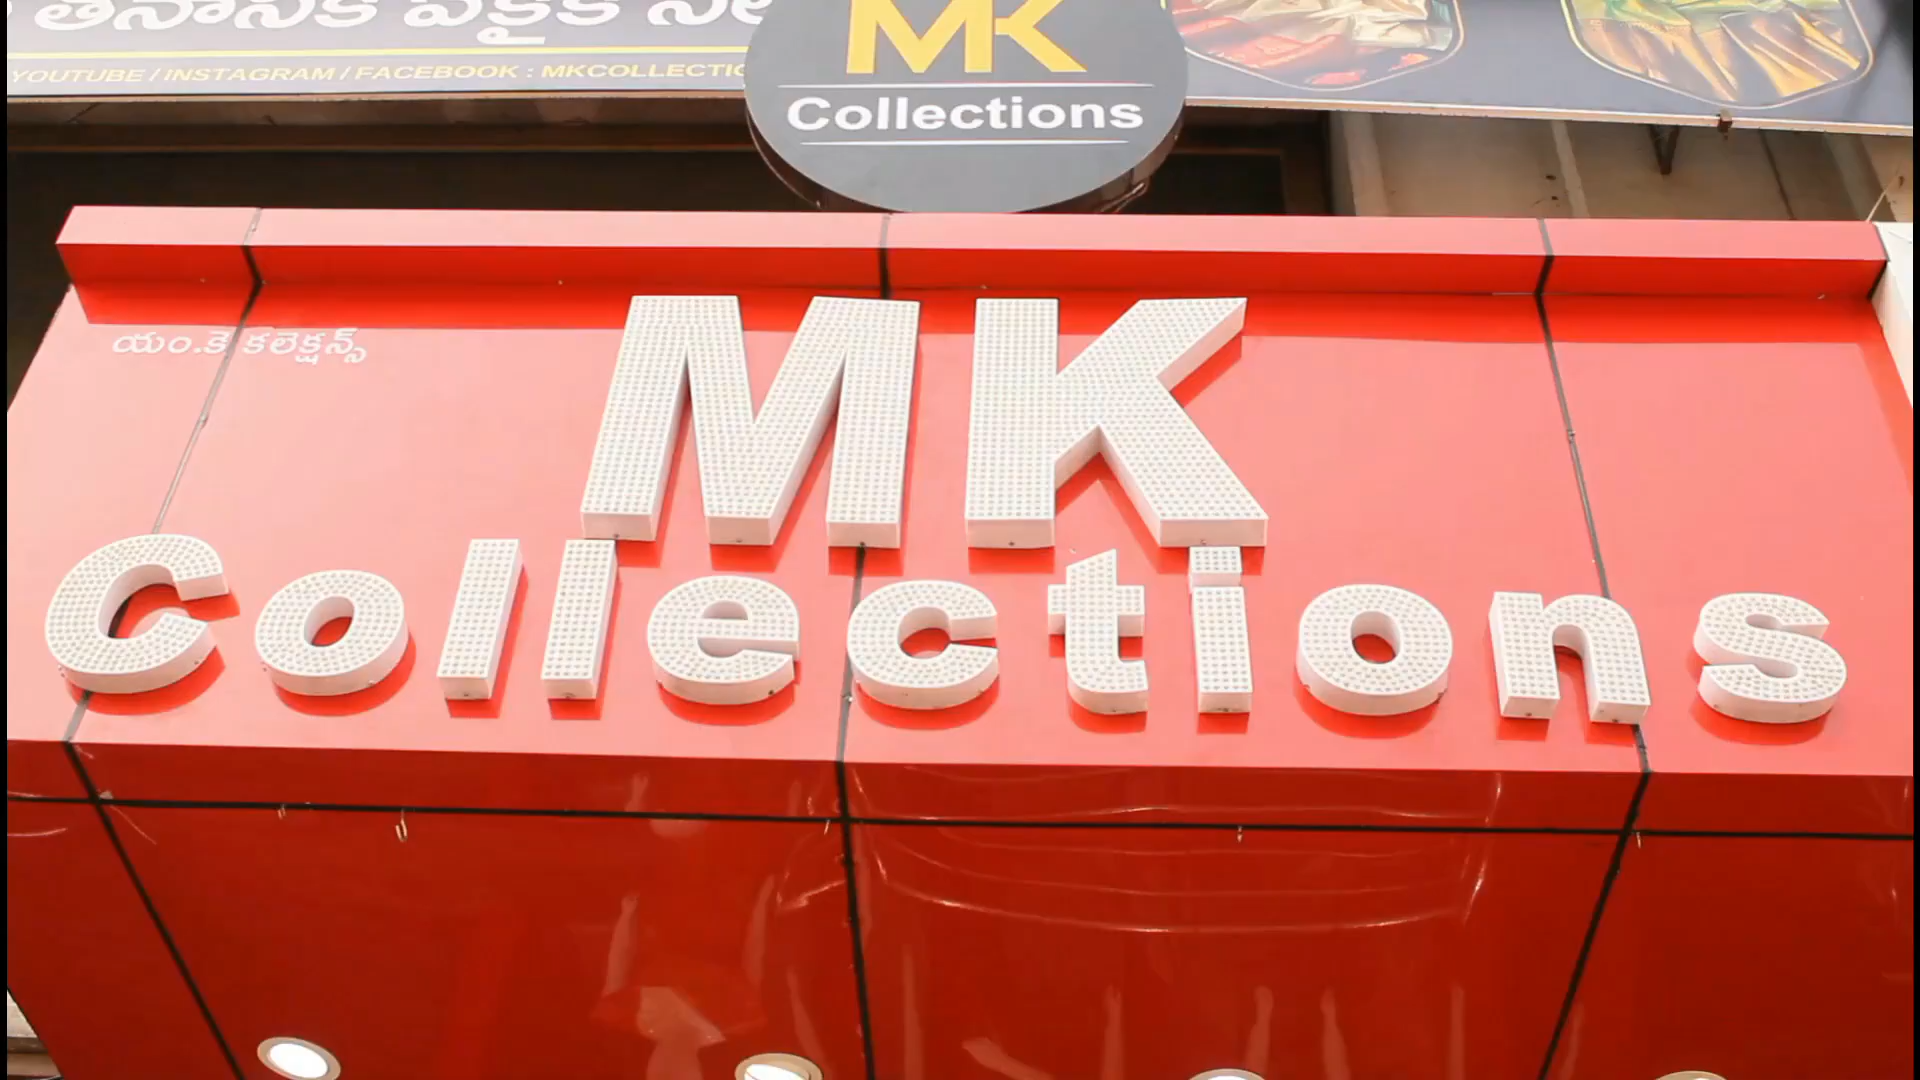 YOUTUBE / INSTAGRAM / FACEBOOK : MKCOLLECTIO
MK
Collections
యం.కె కలెక్షన్స్
MK
Collections